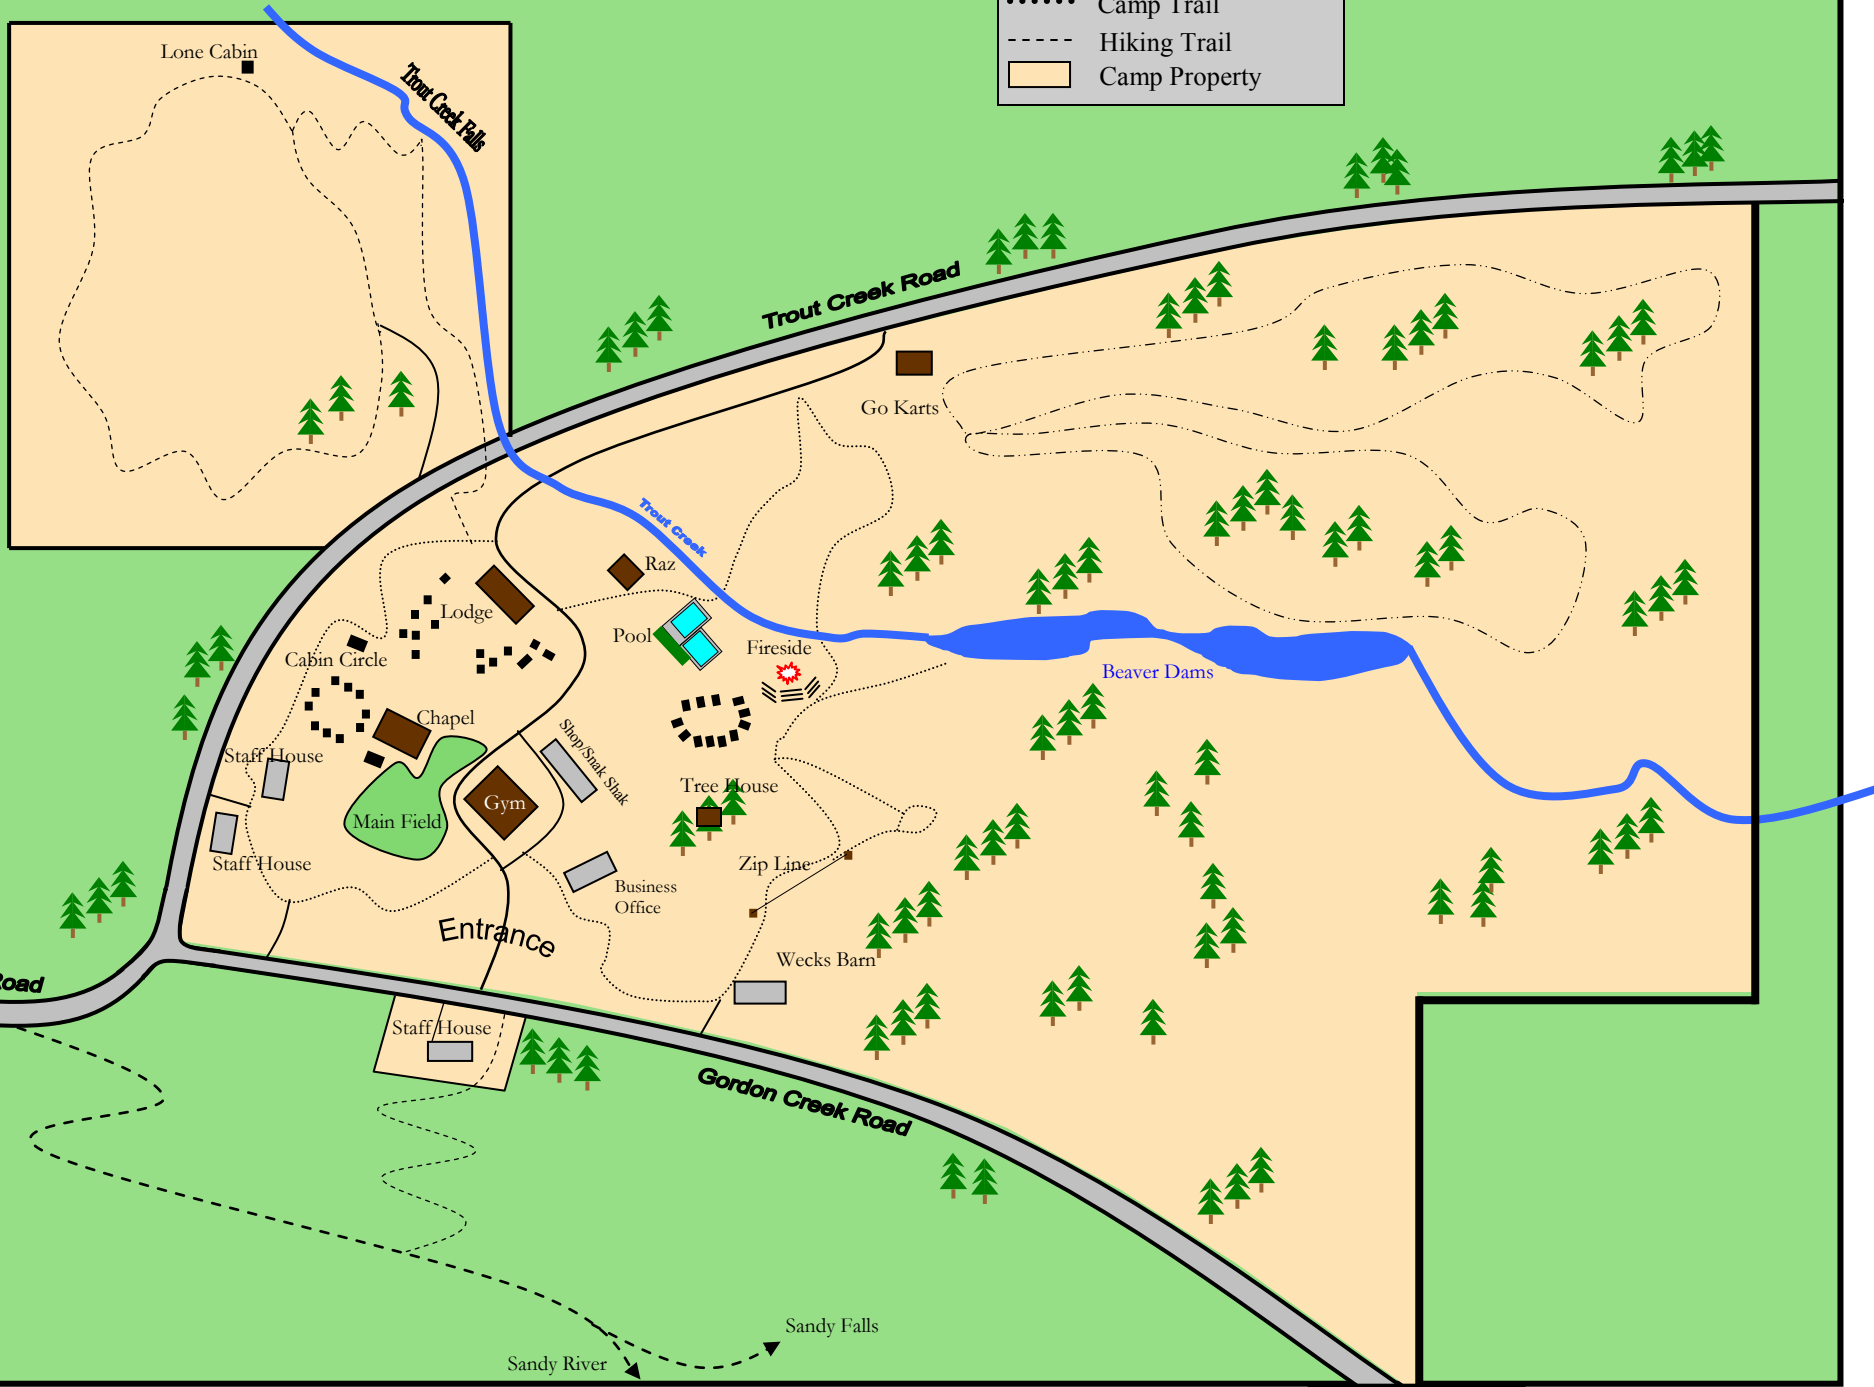 Camp Trail
Hiking Trail
Camp Property
Lone Cabin
Trout Creek Falls
Trout Creek Road
Go Karts
Trout Creek
Raz
Lodge
Pool
Fireside
Cabin Circle
Beaver Dams
Chapel
Shop/Snak Shak
Staff House
Tree House
Gym
Main Field
Staff House
Zip Line
Business
Office
Entrance
Wecks Barn
Road
Staff House
Gordon Creek Road
Sandy Falls
Sandy River